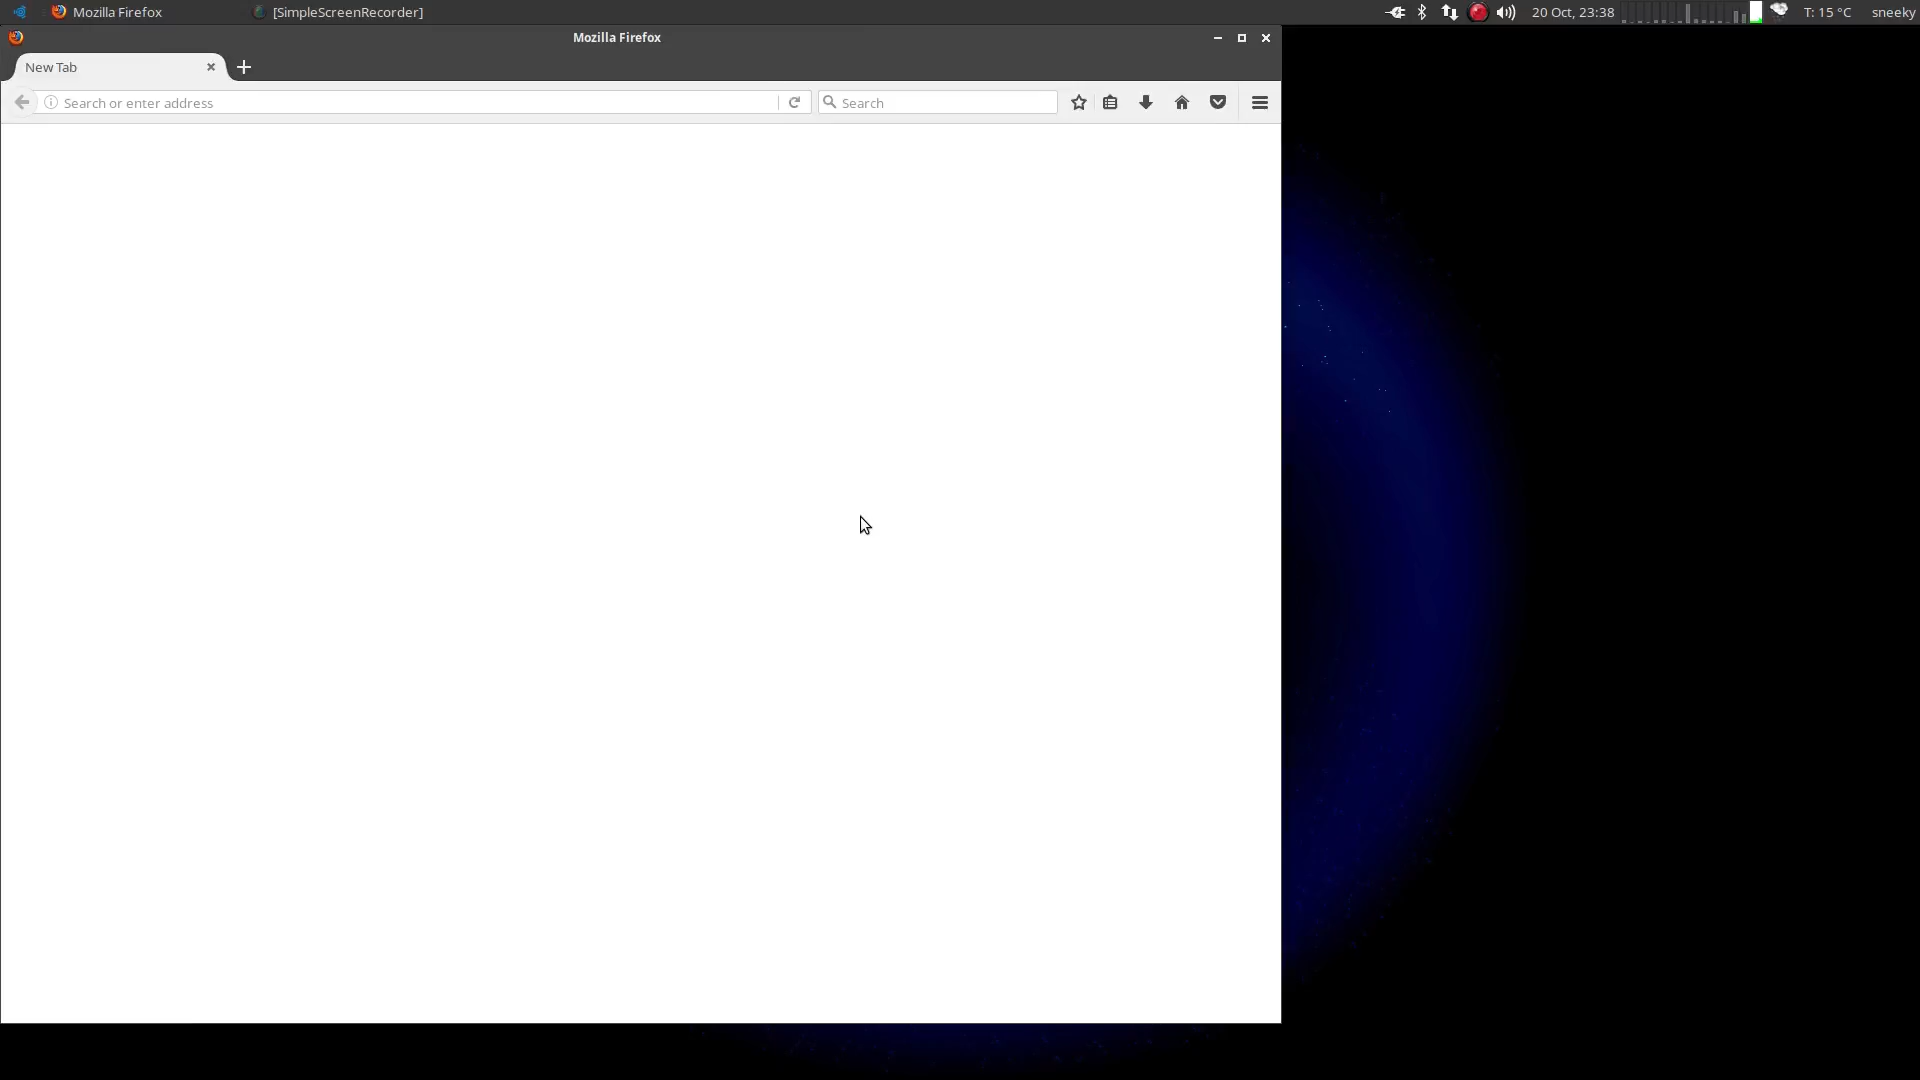 Mozilla Firefox [SimpleScreenRecorder] 20 Oct, 23:38 T: 15 °C sneeky
Mozilla Firefox
New Tab
Search or enter address Search